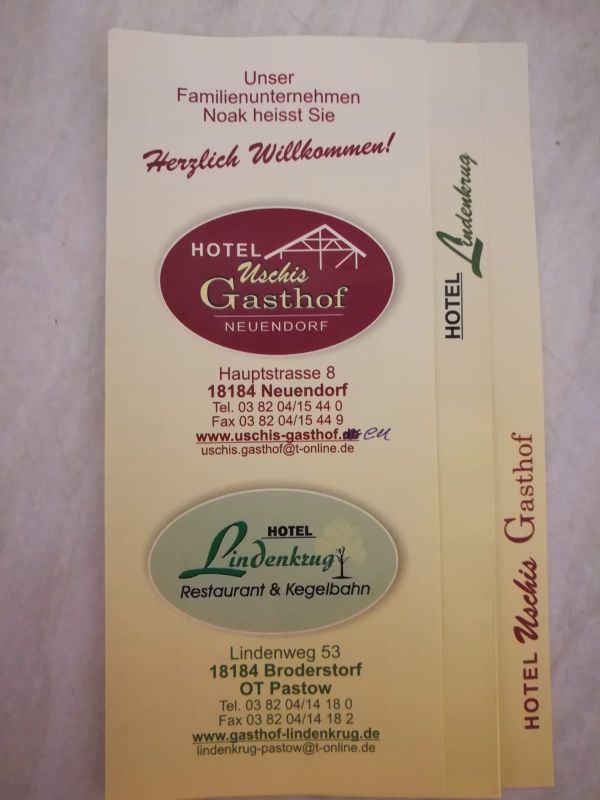 Unser
Familienunternehmen
Noak heisst Sie
Herzlich Willkommen!
HOTEL
Uschis
Gasthof
NEUENDORF
Hauptstrasse 8
18184 Neuendorf
Tel. 03 82 04/15 44 0
Fax 03 82 04/15 44 9
www.uschis-gasthof.eu
uschis.gasthof@t-online.de
HOTEL
Lindenkrug
Restaurant & Kegelbahn
Lindenweg 53
18184 Broderstorf
OT Pastow
Tel. 03 82 04/14 18 0
Fax 03 82 04/14 18 2
www.gasthof-lindenkrug.de
lindenkrug-pastow@t-online.de
HOTEL Lindenkrug
HOTEL Uschis Gasthof